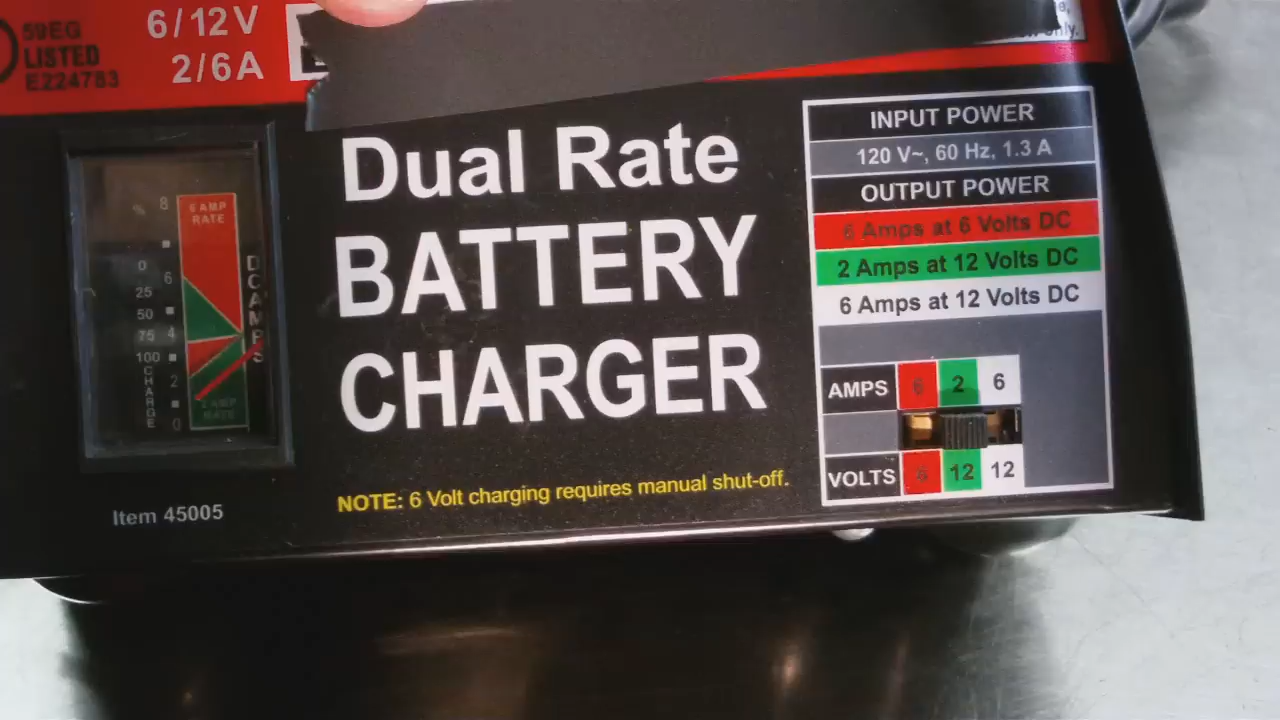 59EG
LISTED
E224783
6/12V
2/6A
Dual Rate
BATTERY
CHARGER
NOTE: 6 Volt charging requires manual shut-off.
Item 45005
% 8
6 AMP
RATE
0
25
50
75
100
CHARGE
6
4
2
0
DC AMPS
RATE
INPUT POWER
120 V~, 60 Hz, 1.3 A
OUTPUT POWER
6 Amps at 6 Volts DC
2 Amps at 12 Volts DC
6 Amps at 12 Volts DC
AMPS 6 2 6
VOLTS 6 12 12